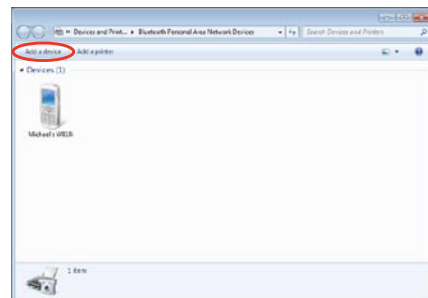 Devices and Print... Bluetooth Personal Area Network Devices Search Devices and Printers
Add a device Add a printer
Devices (1)
Michael's W818i
1 item